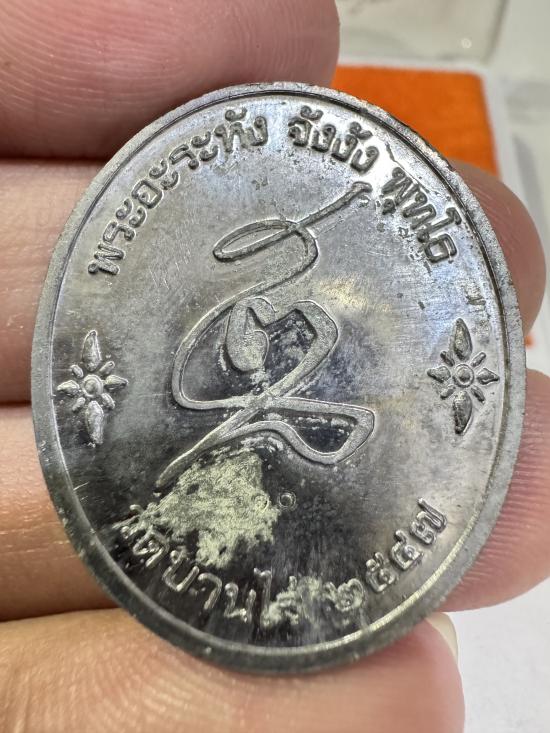 พระอะระหัง จังงัง พุทโธ
วัดบ้านไร่ ๒๕๔๗